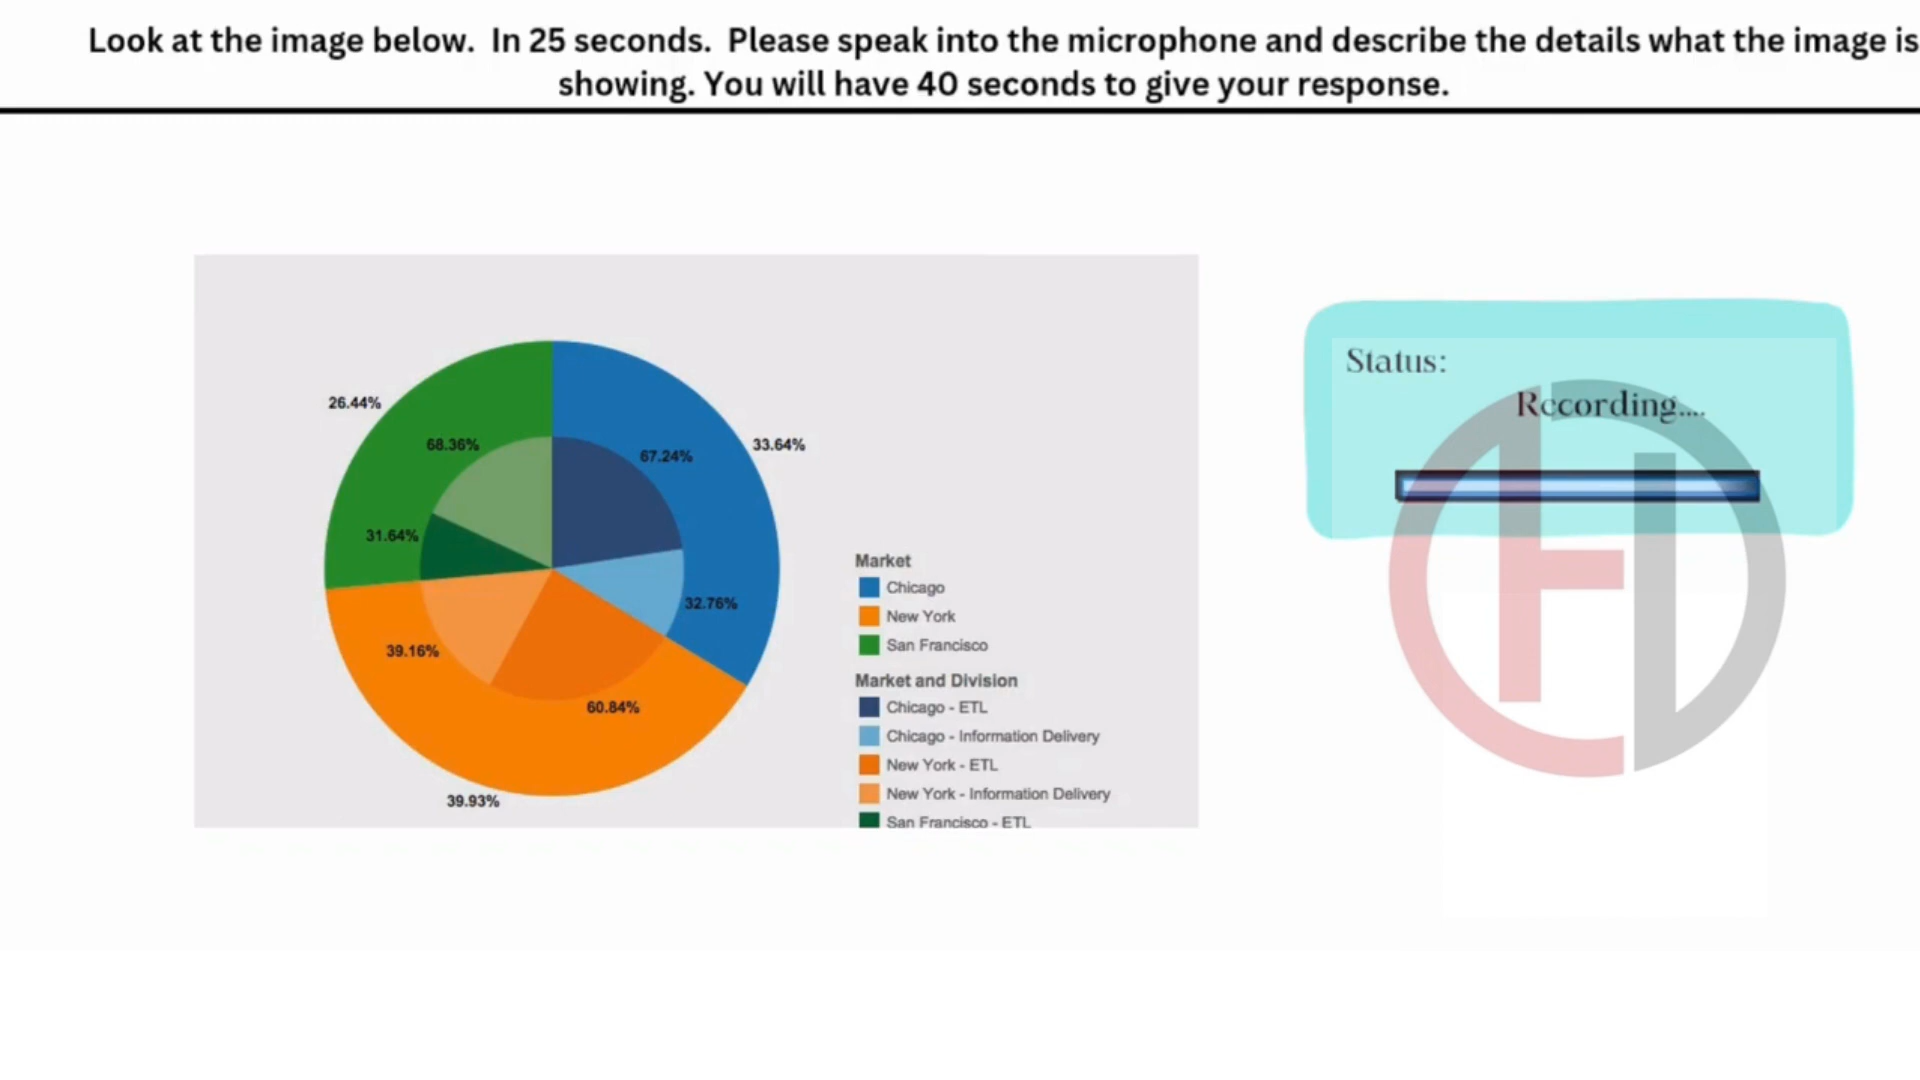 Look at the image below. In 25 seconds. Please speak into the microphone and describe the details what the image is
showing. You will have 40 seconds to give your response.
26.44%
33.64%
68.36%
67.24%
31.64%
32.76%
39.16%
60.84%
39.93%
Market
Chicago
New York
San Francisco
Market and Division
Chicago - ETL
Chicago - Information Delivery
New York - ETL
New York - Information Delivery
San Francisco - ETL
Status:
Recording....